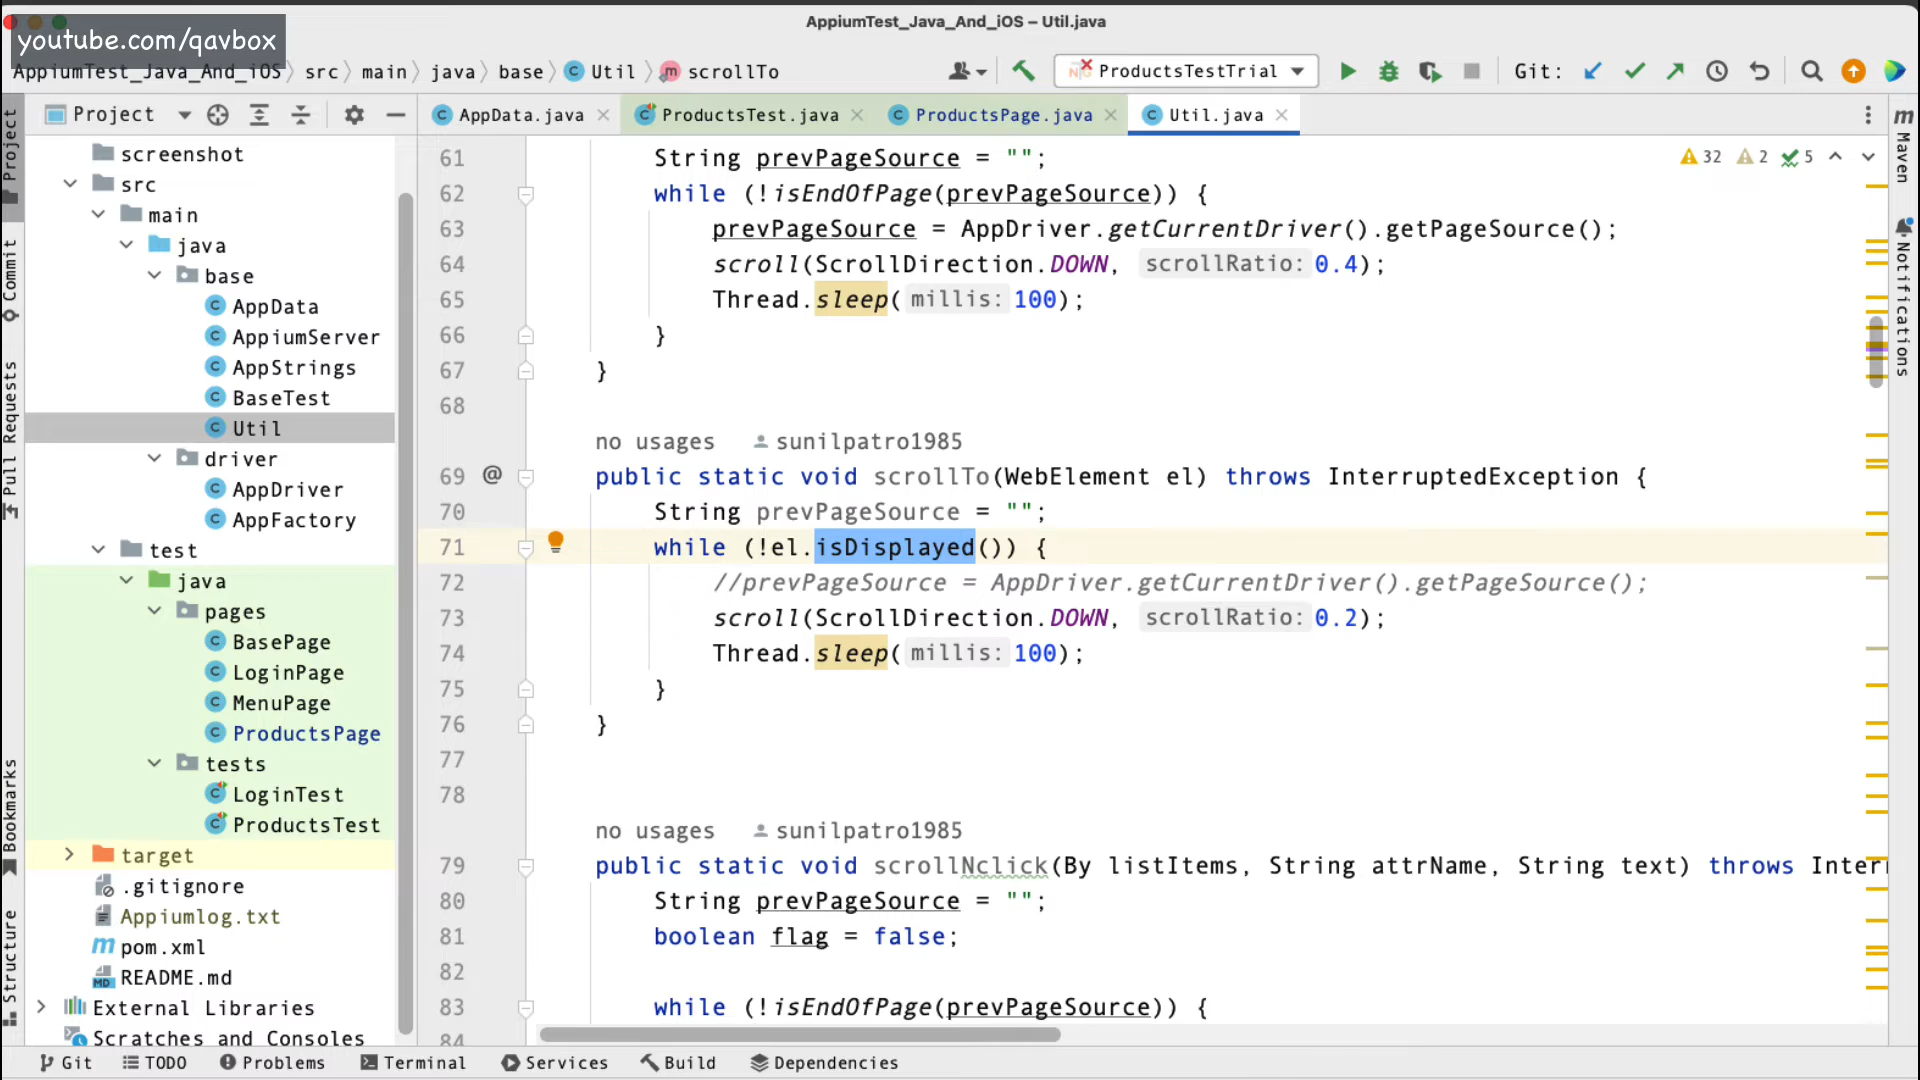 AppiumTest_Java_And_iOS – Util.java
youtube.com/qavbox
AppiumTest_Java_And_iOS src main java base Util scrollTo
ProductsTestTrial
Git:
Project
AppData.java ProductsTest.java ProductsPage.java Util.java
Project
Commit
Pull Requests
Bookmarks
Structure
screenshot
src
main
java
base
AppData
AppiumServer
AppStrings
BaseTest
Util
driver
AppDriver
AppFactory
test
java
pages
BasePage
LoginPage
MenuPage
ProductsPage
tests
LoginTest
ProductsTest
target
.gitignore
Appiumlog.txt
pom.xml
README.md
External Libraries
Scratches and Consoles
32 2 5
61 String prevPageSource = "";
62 while (!isEndOfPage(prevPageSource)) {
63 prevPageSource = AppDriver.getCurrentDriver().getPageSource();
64 scroll(ScrollDirection.DOWN, scrollRatio: 0.4);
65 Thread.sleep( millis: 100);
66 }
67 }
68
no usages sunilpatro1985
69 @ public static void scrollTo(WebElement el) throws InterruptedException {
70 String prevPageSource = "";
71 while (!el.isDisplayed()) {
72 //prevPageSource = AppDriver.getCurrentDriver().getPageSource();
73 scroll(ScrollDirection.DOWN, scrollRatio: 0.2);
74 Thread.sleep( millis: 100);
75 }
76 }
77
78
no usages sunilpatro1985
79 public static void scrollNclick(By listItems, String attrName, String text) throws Inter
80 String prevPageSource = "";
81 boolean flag = false;
82
83 while (!isEndOfPage(prevPageSource)) {
84
m Maven
Notifications
Git TODO Problems Terminal Services Build Dependencies